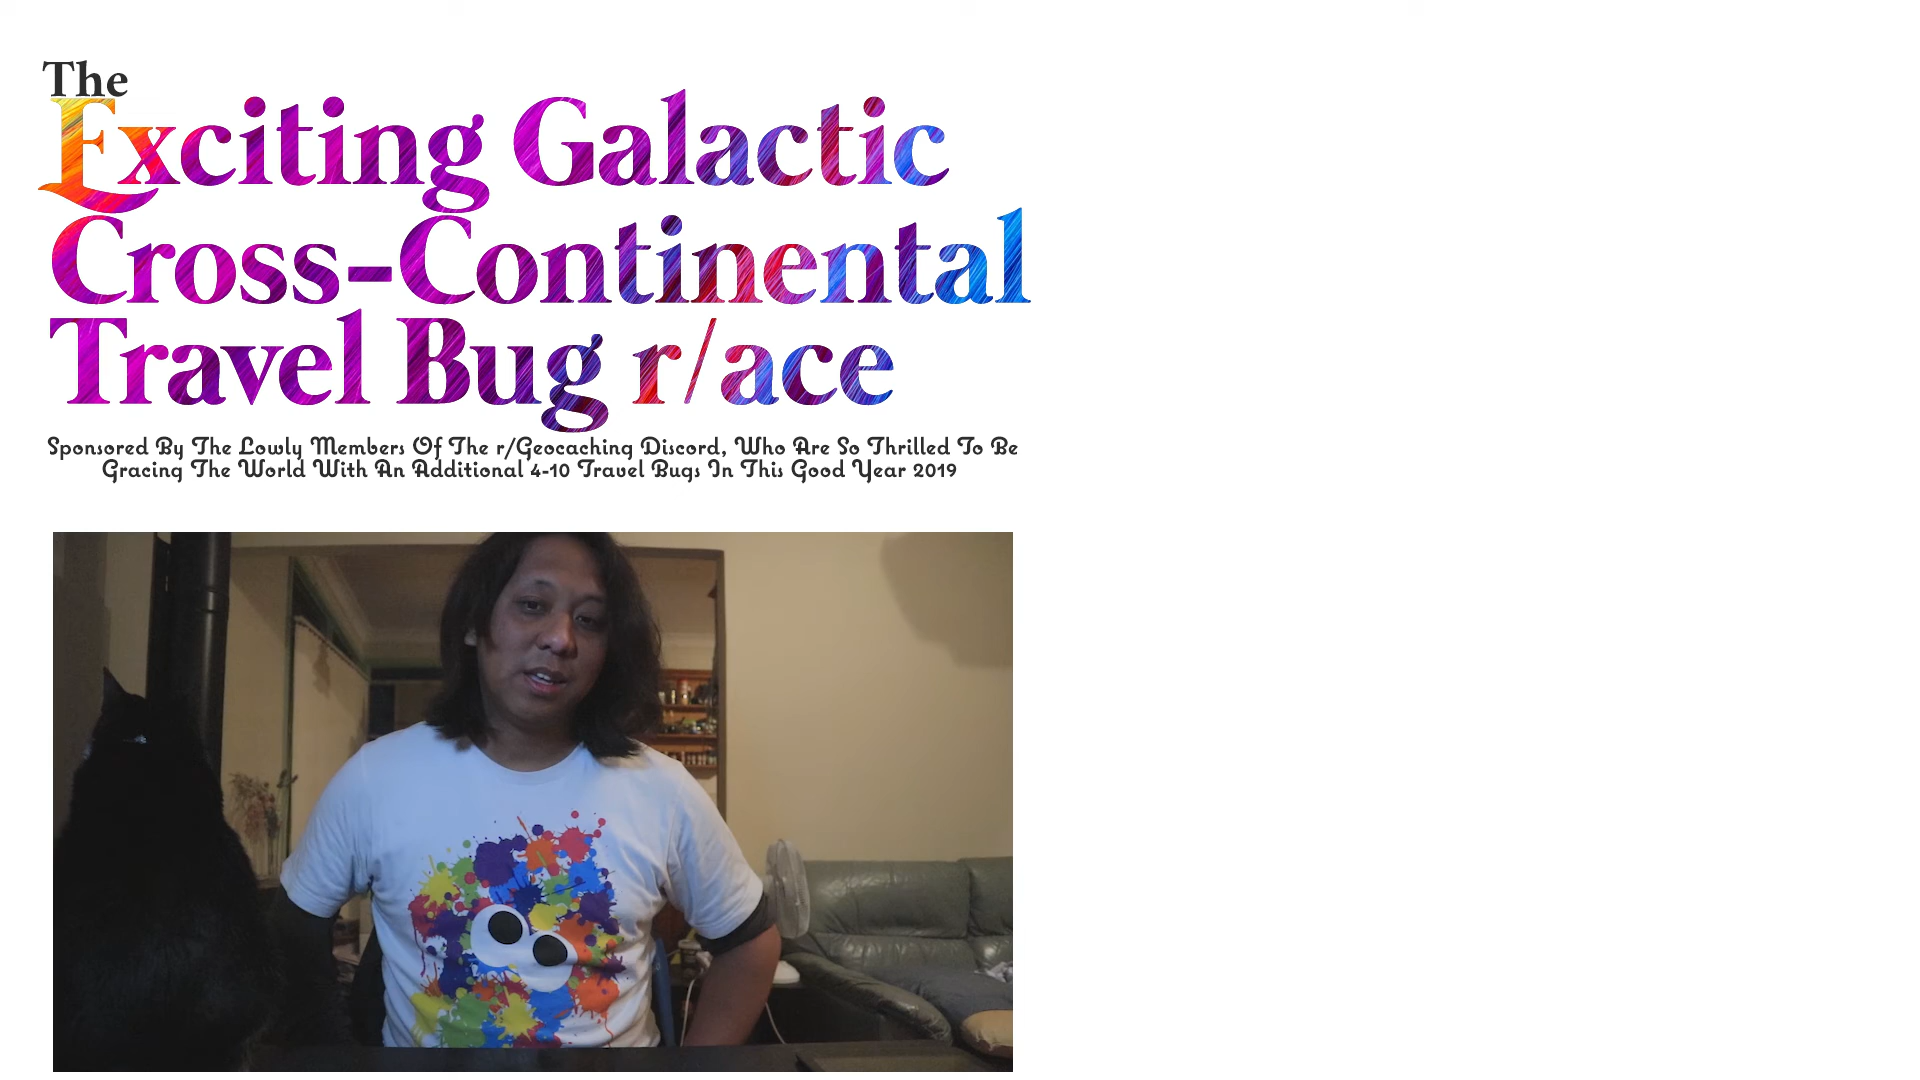 The
Exciting Galactic
Cross-Continental
Travel Bug r/ace
Sponsored By The Lowly Members Of The r/Geocaching Discord, Who Are So Thrilled To Be
Gracing The World With An Additional 4-10 Travel Bugs In This Good Year 2019